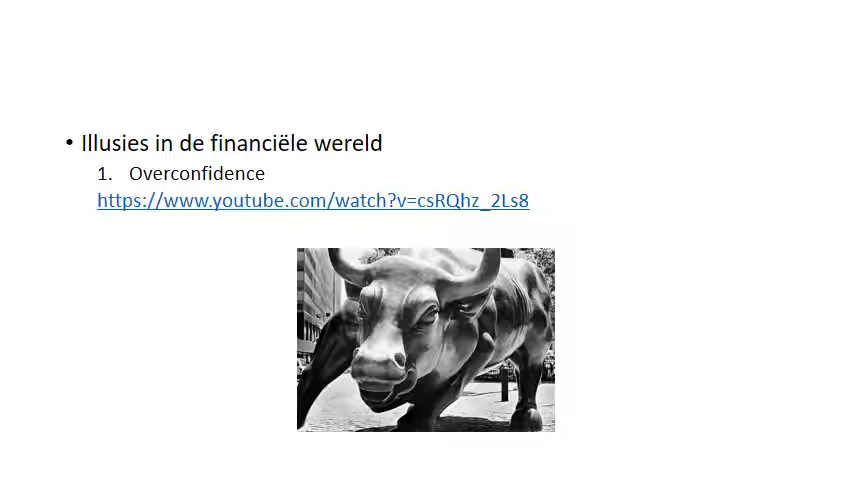 • Illusies in de financiële wereld
1. Overconfidence
https://www.youtube.com/watch?v=csRQhz_2Ls8